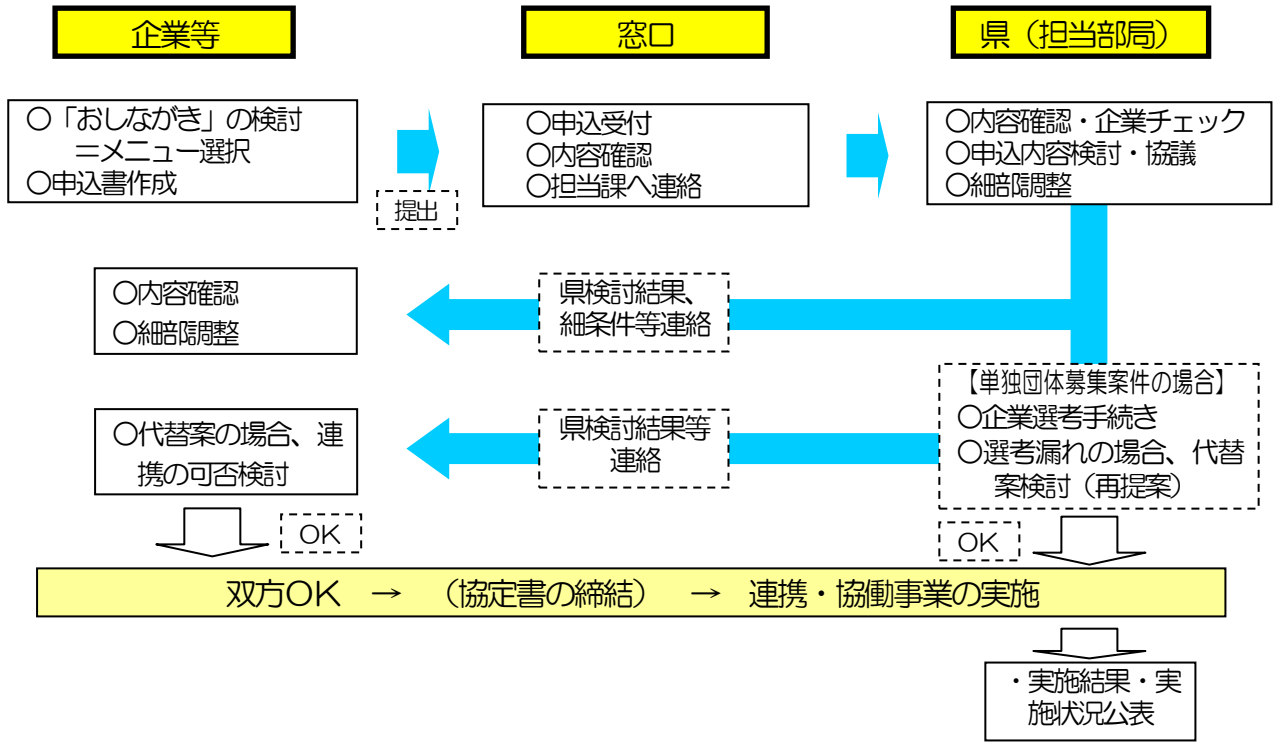 企業等
窓口
県（担当部局）
○「おしながき」の検討
＝メニュー選択
○申込書作成
提出
○申込受付
○内容確認
○担当課へ連絡
○内容確認・企業チェック
○申込内容検討・協議
○細部調整
○内容確認
○細部調整
県検討結果、
細条件等連絡
【単独団体募集案件の場合】
○企業選考手続き
○選考漏れの場合、代替
案検討（再提案）
○代替案の場合、連
携の可否検討
県検討結果等
連絡
OK
OK
双方OK　→　（協定書の締結）　→　連携・協働事業の実施
・実施結果・実
施状況公表